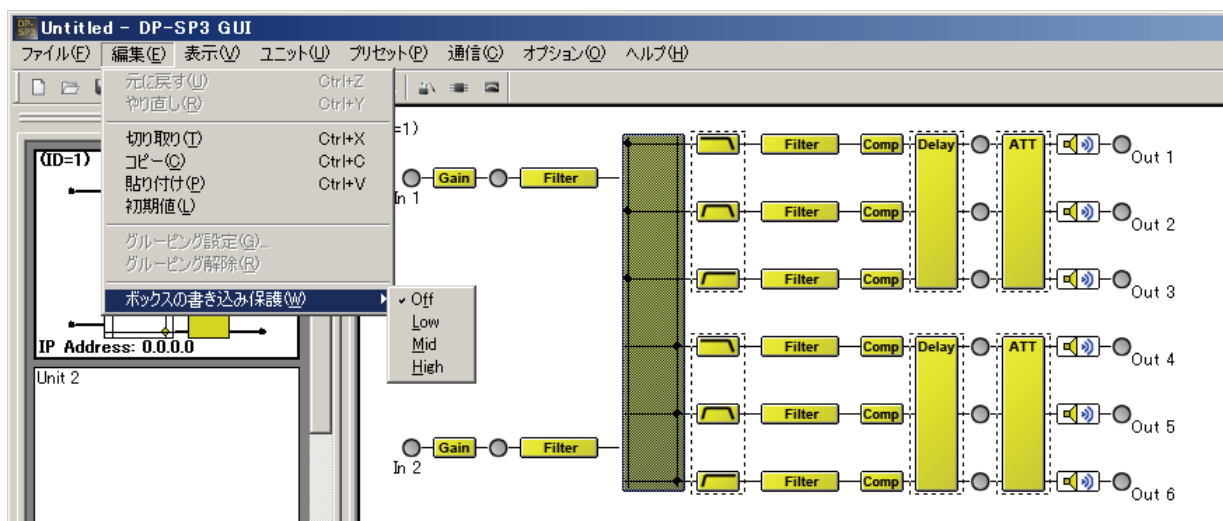 DP-SP3 Untitled - DP-SP3 GUI
ファイル(F) 編集(E) 表示(V) ユニット(U) プリセット(P) 通信(C) オプション(O) ヘルプ(H)
元に戻す(U) Ctrl+Z
やり直し(R) Ctrl+Y
切り取り(T) Ctrl+X
コピー(C) Ctrl+C
貼り付け(P) Ctrl+V
初期値(L)
グルーピング設定(G)...
グルーピング解除(R)
ボックスの書き込み保護(W)
Off
Low
Mid
High
(ID=1)
IP Address: 0.0.0.0
Unit 2
=1)
In 1
Gain Filter
In 2
Gain Filter
Filter Comp Delay ATT Out 1
Filter Comp Out 2
Filter Comp Out 3
Filter Comp Delay ATT Out 4
Filter Comp Out 5
Filter Comp Out 6